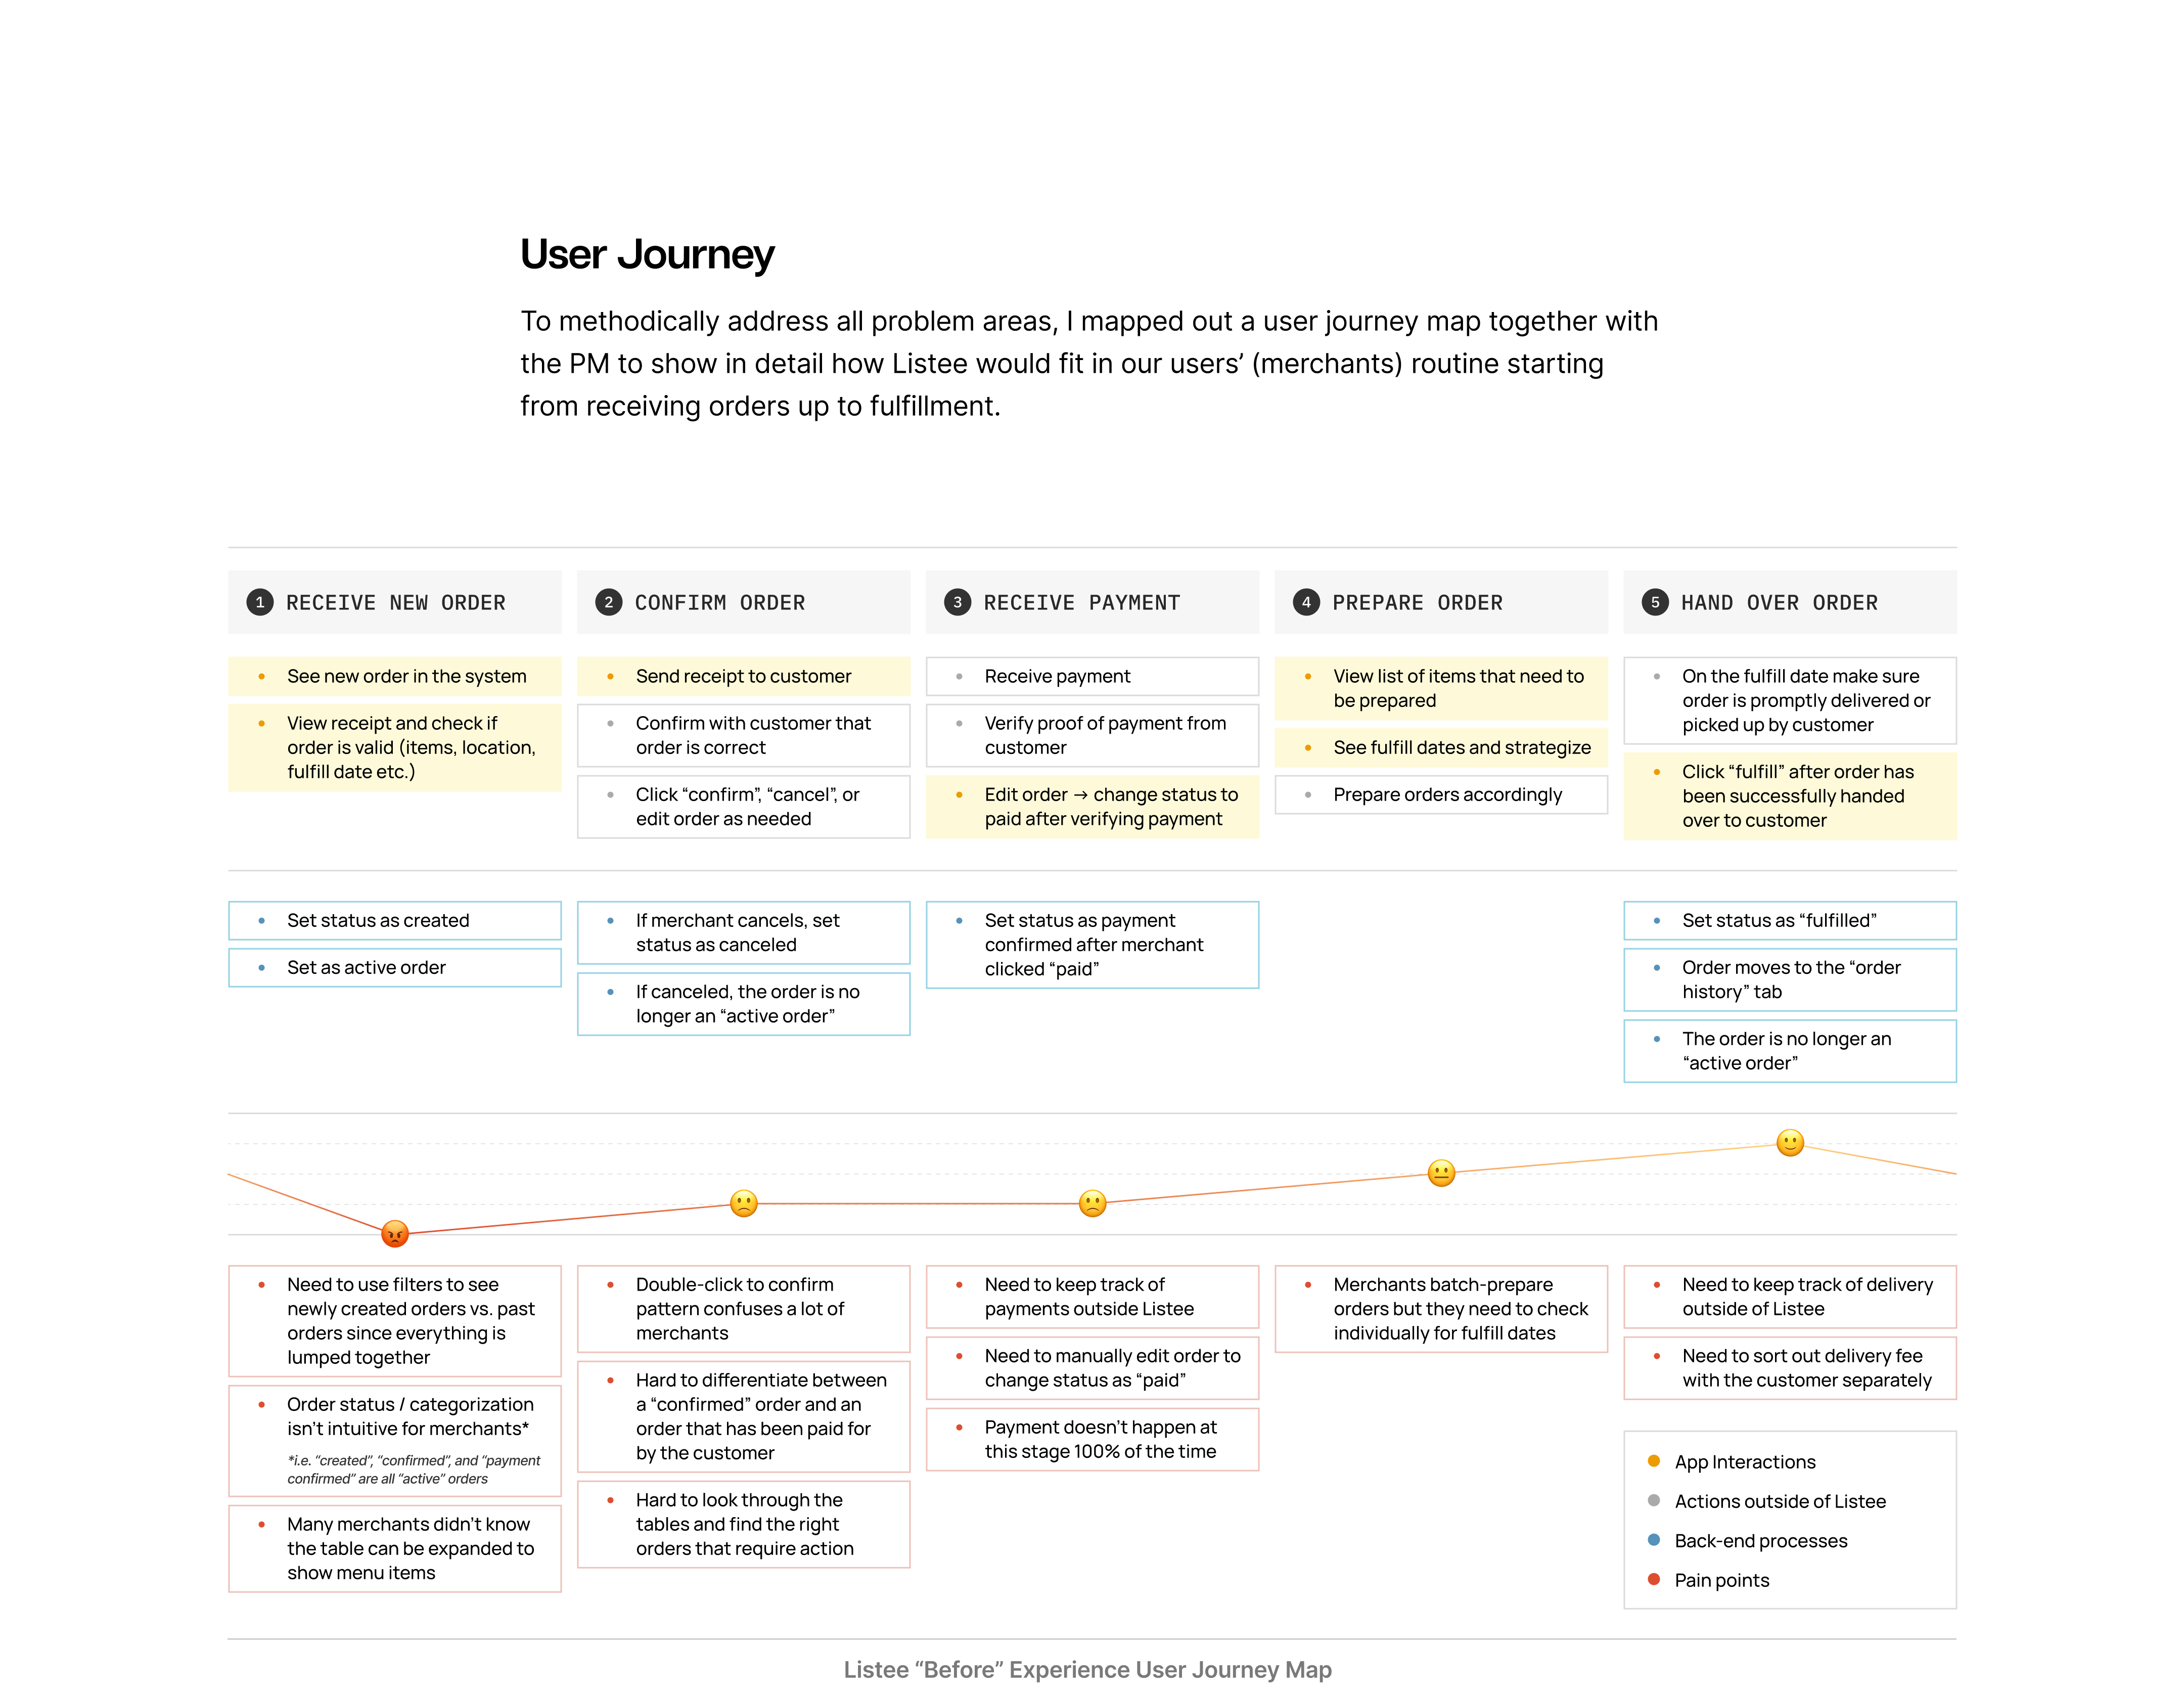 User Journey
To methodically address all problem areas, I mapped out a user journey map together with
the PM to show in detail how Listee would fit in our users’ (merchants) routine starting
from receiving orders up to fulfillment.
1 RECEIVE NEW ORDER
See new order in the system
View receipt and check if
order is valid (items, location,
fulfill date etc.)
2 CONFIRM ORDER
Send receipt to customer
Confirm with customer that
order is correct
Click “confirm”, “cancel”, or
edit order as needed
3 RECEIVE PAYMENT
Receive payment
Verify proof of payment from
customer
Edit order → change status to
paid after verifying payment
4 PREPARE ORDER
View list of items that need to
be prepared
See fulfill dates and strategize
Prepare orders accordingly
5 HAND OVER ORDER
On the fulfill date make sure
order is promptly delivered or
picked up by customer
Click “fulfill” after order has
been successfully handed
over to customer
Set status as created
Set as active order
If merchant cancels, set
status as canceled
If canceled, the order is no
longer an “active order”
Set status as payment
confirmed after merchant
clicked “paid”
Set status as “fulfilled”
Order moves to the “order
history” tab
The order is no longer an
“active order”
Need to use filters to see
newly created orders vs. past
orders since everything is
lumped together
Order status / categorization
isn’t intuitive for merchants*
*i.e. “created”, “confirmed”, and “payment
confirmed” are all “active” orders
Many merchants didn’t know
the table can be expanded to
show menu items
Double-click to confirm
pattern confuses a lot of
merchants
Hard to differentiate between
a “confirmed” order and an
order that has been paid for
by the customer
Hard to look through the
tables and find the right
orders that require action
Need to keep track of
payments outside Listee
Need to manually edit order to
change status as “paid”
Payment doesn’t happen at
this stage 100% of the time
Merchants batch-prepare
orders but they need to check
individually for fulfill dates
Need to keep track of delivery
outside of Listee
Need to sort out delivery fee
with the customer separately
App Interactions
Actions outside of Listee
Back-end processes
Pain points
Listee “Before” Experience User Journey Map